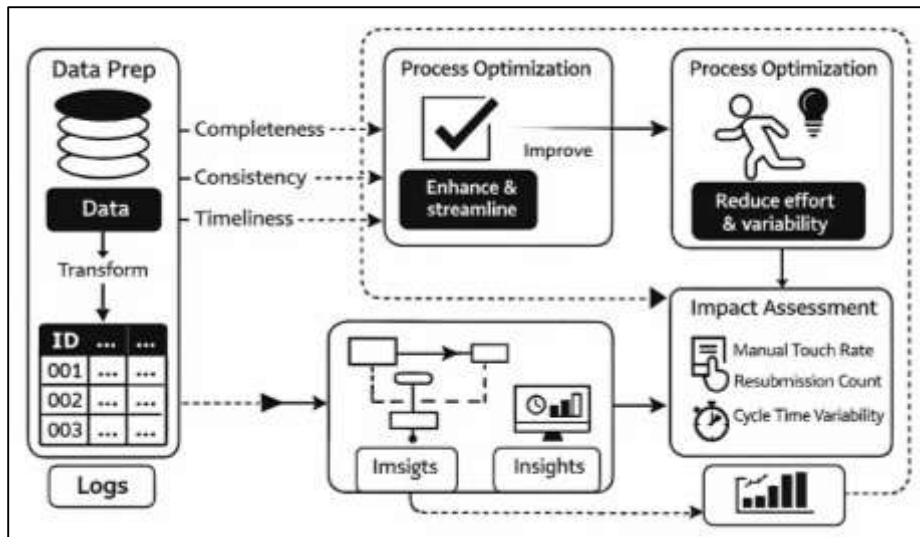 Data Prep
Data
Transform
ID ... ...
001 ... ...
002 ... ...
003 ... ...
Logs
Completeness
Consistency
Timeliness
Process Optimization
Enhance &
streamline
Improve
Process Optimization
Reduce effort
& variability
Impact Assessment
Manual Touch Rate
Resubmission Count
Cycle Time Variability
Imsigts
Insights